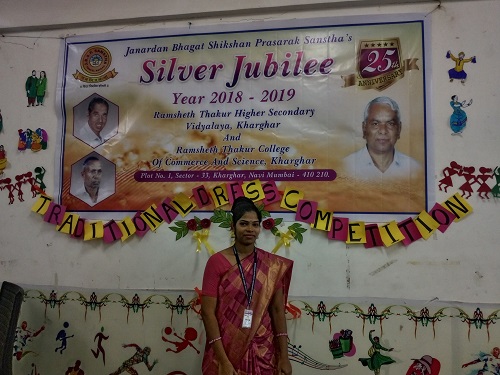 Janardan Bhagat Shikshan Prasarak Sanstha's
Silver Jubilee
25th
ANNIVERSARY
Year 2018 - 2019
Ramsheth Thakur Higher Secondary
Vidyalaya, Kharghar
And
Ramsheth Thakur College
Of Commerce And Science, Kharghar
Plot No. 1, Sector - 33, Kharghar, Navi Mumbai - 410 210.
TRADITIONAL DRESS COMPETITION